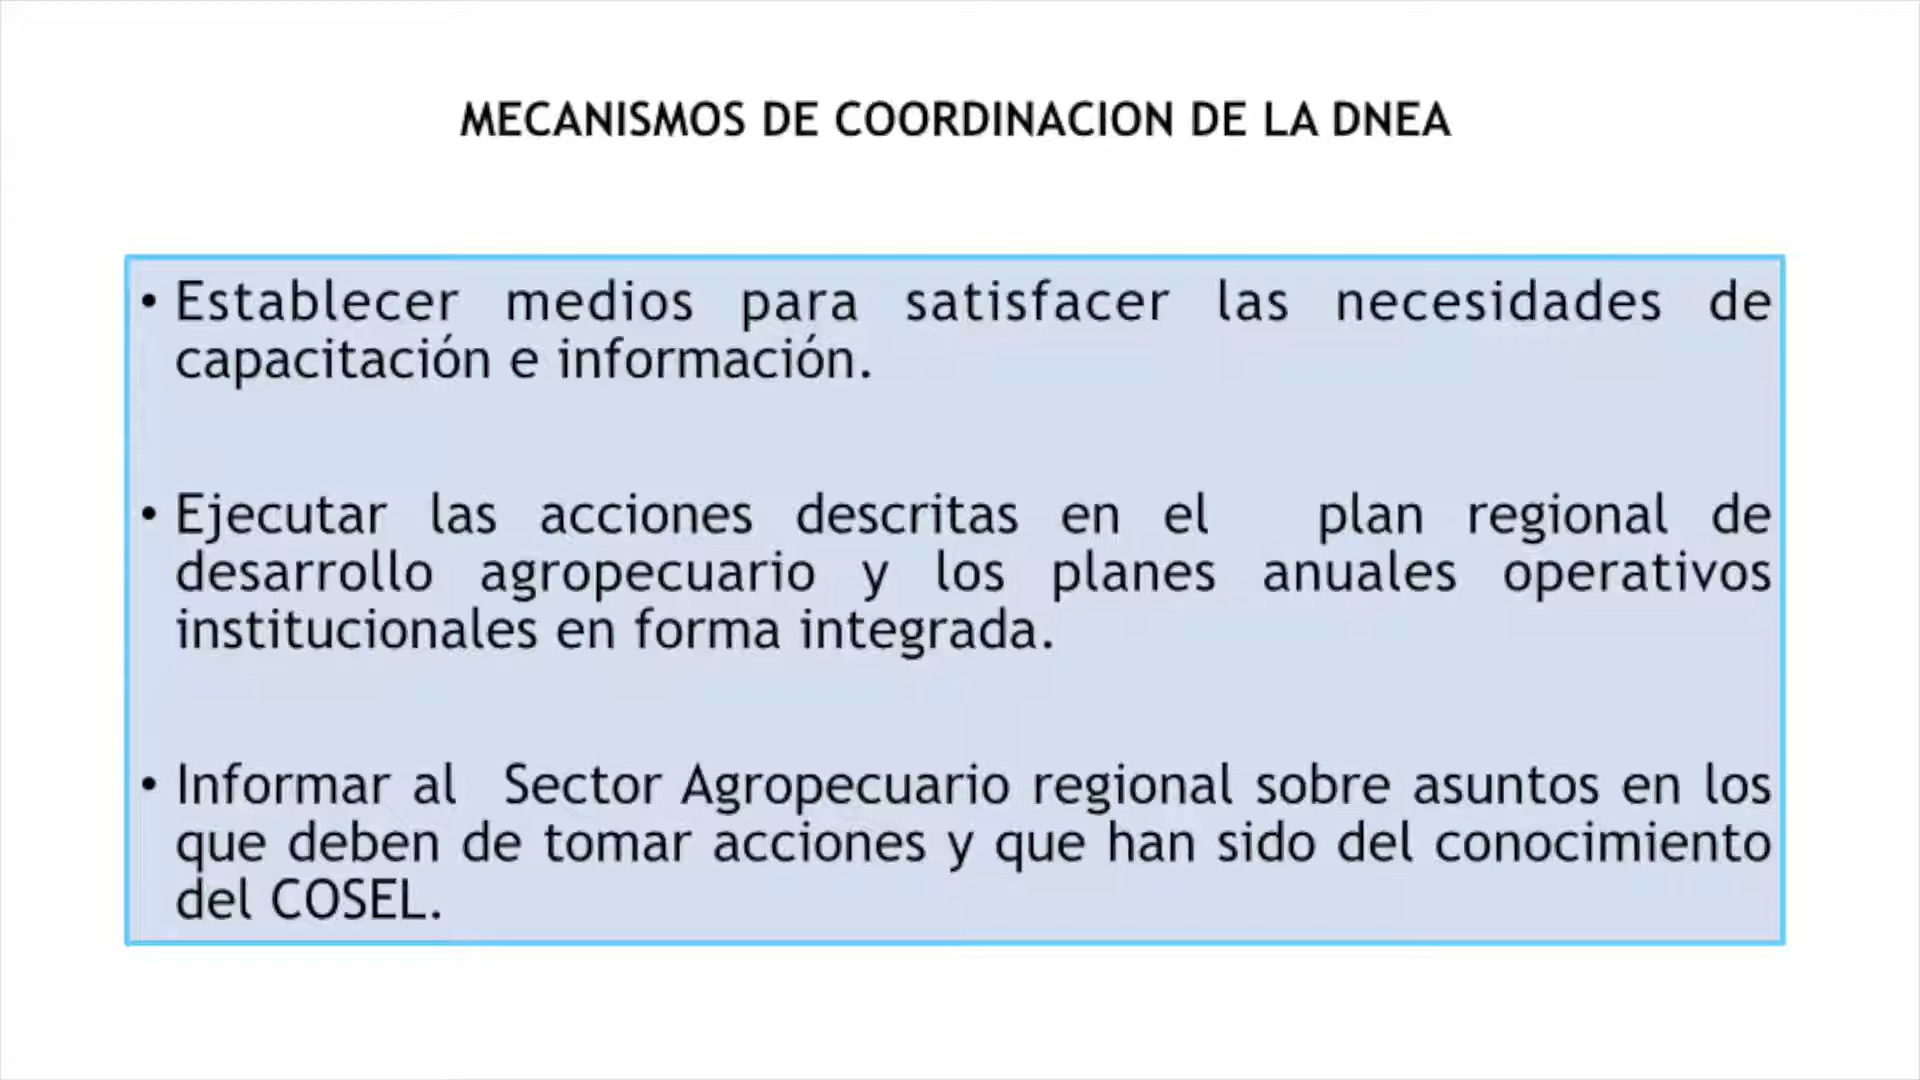 MECANISMOS DE COORDINACION DE LA DNEA
• Establecer medios para satisfacer las necesidades de
capacitación e información.
• Ejecutar las acciones descritas en el plan regional de
desarrollo agropecuario y los planes anuales operativos
institucionales en forma integrada.
• Informar al Sector Agropecuario regional sobre asuntos en los
que deben de tomar acciones y que han sido del conocimiento
del COSEL.